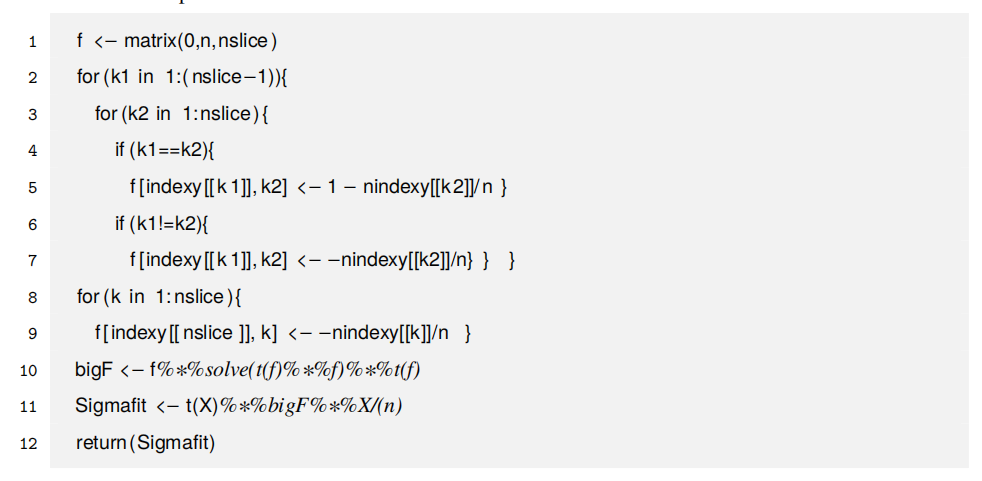 1 f <− matrix(0,n,nslice)
2 for(k1 in 1:(nslice−1)){
3 for(k2 in 1:nslice){
4 if(k1==k2){
5 f[indexy[[k1]],k2] <− 1 − nindexy[[k2]]/n }
6 if(k1!=k2){
7 f[indexy[[k1]],k2] <− −nindexy[[k2]]/n} } }
8 for(k in 1:nslice){
9 f[indexy[[nslice]], k] <− −nindexy[[k]]/n }
10 bigF <− f%*%solve(t(f)%*%f)%*%t(f)
11 Sigmafit <− t(X)%*%bigF%*%X/(n)
12 return(Sigmafit)